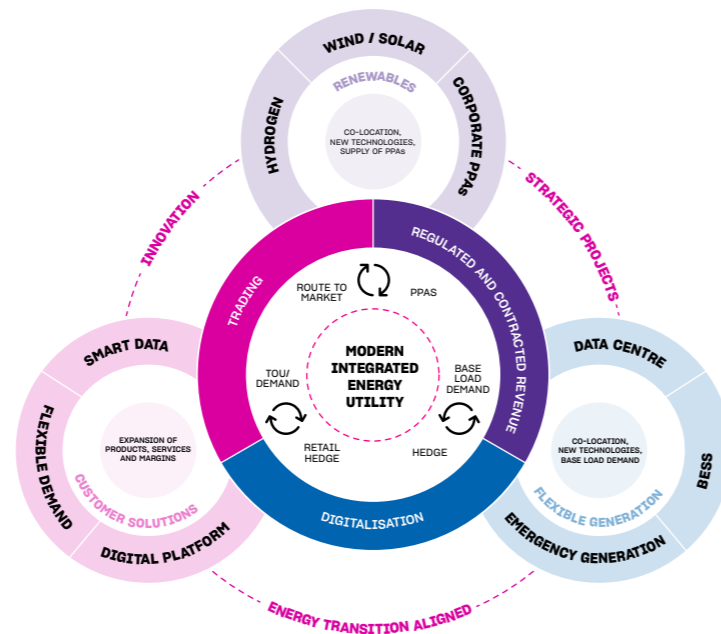 WIND / SOLAR
HYDROGEN
CORPORATE PPAs
RENEWABLES
CO-LOCATION,
NEW TECHNOLOGIES,
SUPPLY OF PPAs
INNOVATION
STRATEGIC PROJECTS
TRADING
REGULATED AND CONTRACTED REVENUE
DIGITALISATION
ROUTE TO
MARKET
PPAS
MODERN
INTEGRATED
ENERGY
UTILITY
TOU/
DEMAND
BASE
LOAD
DEMAND
RETAIL
HEDGE
HEDGE
SMART DATA
FLEXIBLE DEMAND
DIGITAL PLATFORM
CUSTOMER SOLUTIONS
EXPANSION OF
PRODUCTS, SERVICES
AND MARGINS
DATA CENTRE
BESS
EMERGENCY GENERATION
FLEXIBLE GENERATION
CO-LOCATION,
NEW TECHNOLOGIES,
BASE LOAD DEMAND
ENERGY TRANSITION ALIGNED